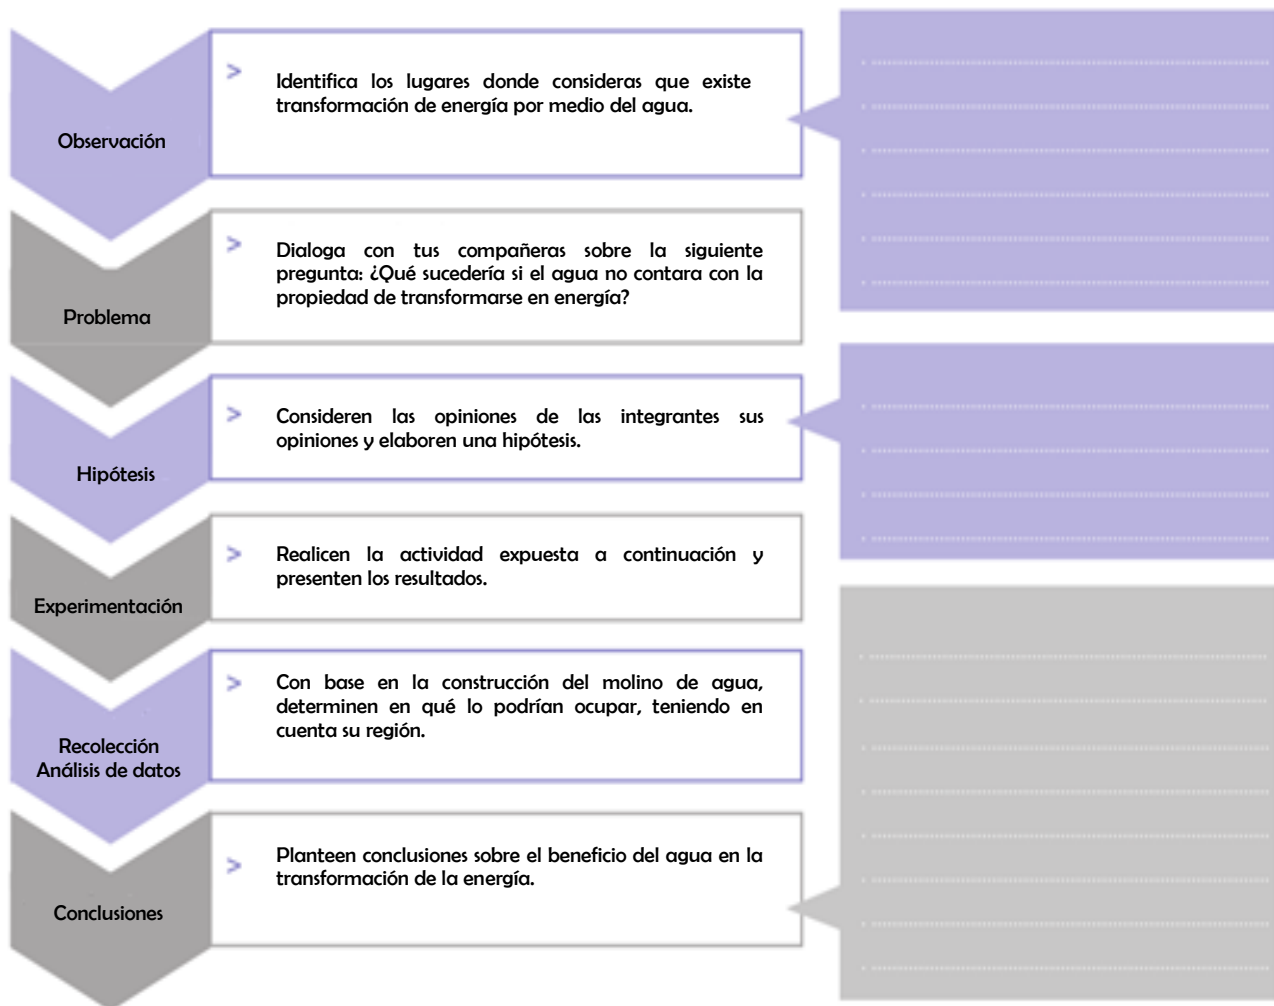 Observación
> Identifica los lugares donde consideras que existe
transformación de energía por medio del agua.
Problema
> Dialoga con tus compañeras sobre la siguiente
pregunta: ¿Qué sucedería si el agua no contara con la
propiedad de transformarse en energía?
Hipótesis
> Consideren las opiniones de las integrantes sus
opiniones y elaboren una hipótesis.
Experimentación
> Realicen la actividad expuesta a continuación y
presenten los resultados.
Recolección
Análisis de datos
> Con base en la construcción del molino de agua,
determinen en qué lo podrían ocupar, teniendo en
cuenta su región.
Conclusiones
> Planteen conclusiones sobre el beneficio del agua en la
transformación de la energía.